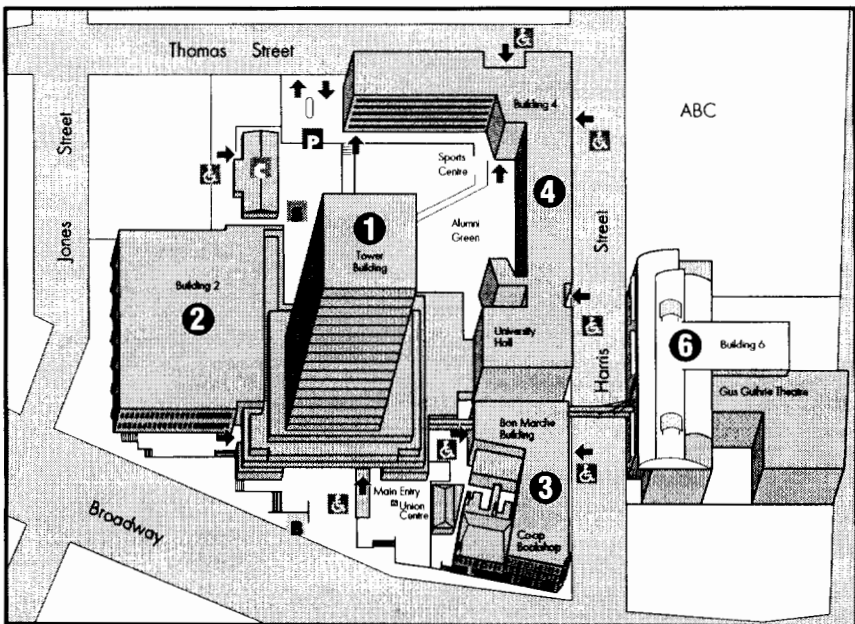 Thomas Street
Jones Street
Harris Street
Broadway
ABC
Building 4
4
P
C
Sports
Centre
Alumni
Green
1
Tower
Building
Building 2
2
University
Hall
6
Building 6
Gus Guthrie Theatre
Bon Marche
Building
3
Main Entry
Union
Centre
B
Co-op
Bookshop